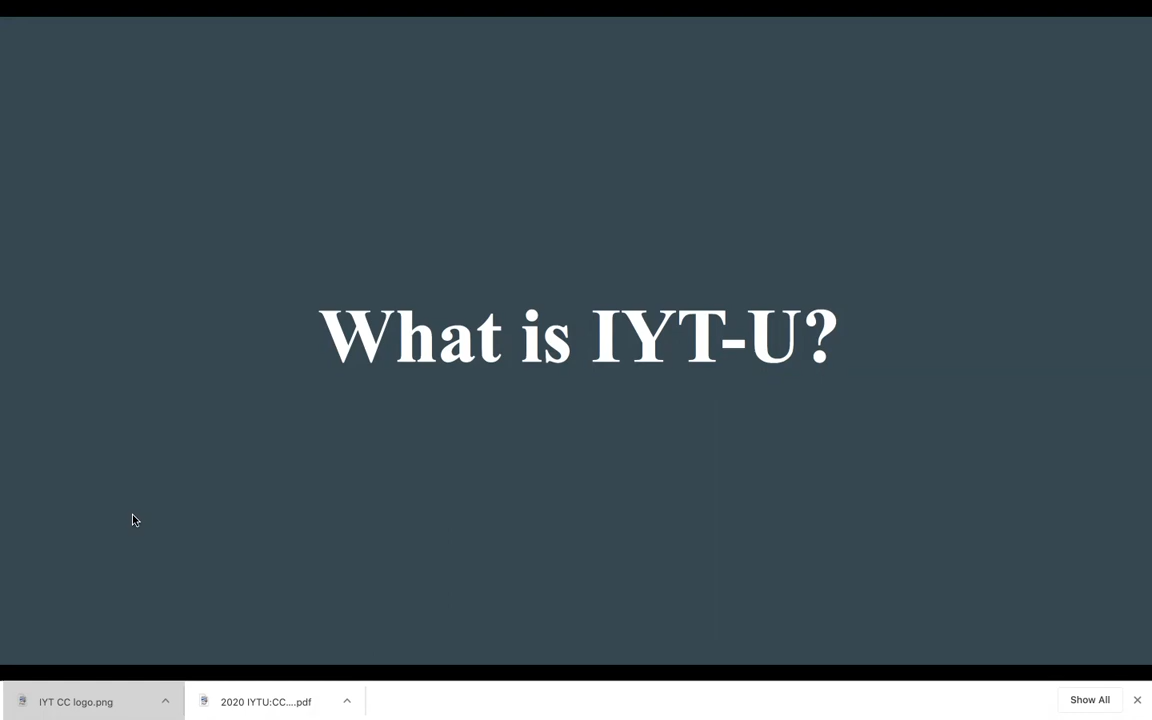 What is IYT-U?
IYT CC logo.png
2020 IYTU:CC....pdf
Show All